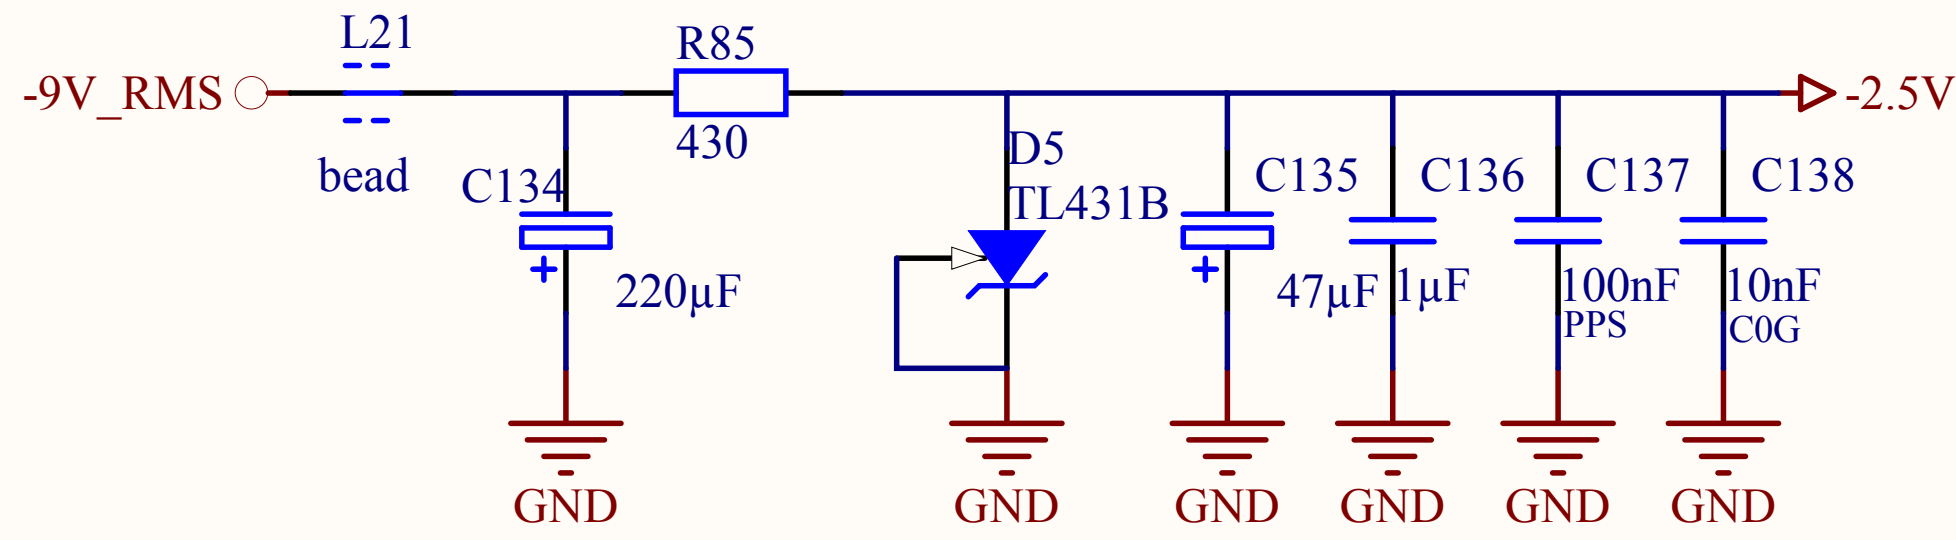 L21
R85
-9V_RMS
-2.5V
430
bead
C134
D5
TL431B
C135
C136
C137
C138
+
220µF
+
47µF
1µF
100nF
PPS
10nF
C0G
GND
GND
GND
GND
GND
GND